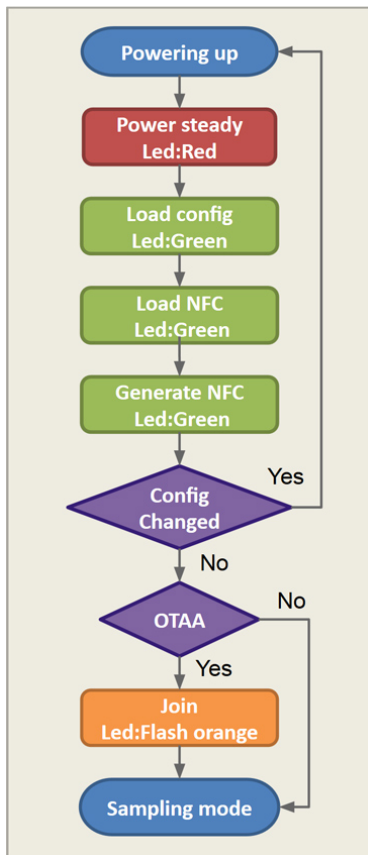 Powering up
Power steady
Led:Red
Load config
Led:Green
Load NFC
Led:Green
Generate NFC
Led:Green
Yes
Config
Changed
No
No
OTAA
Yes
Join
Led:Flash orange
Sampling mode